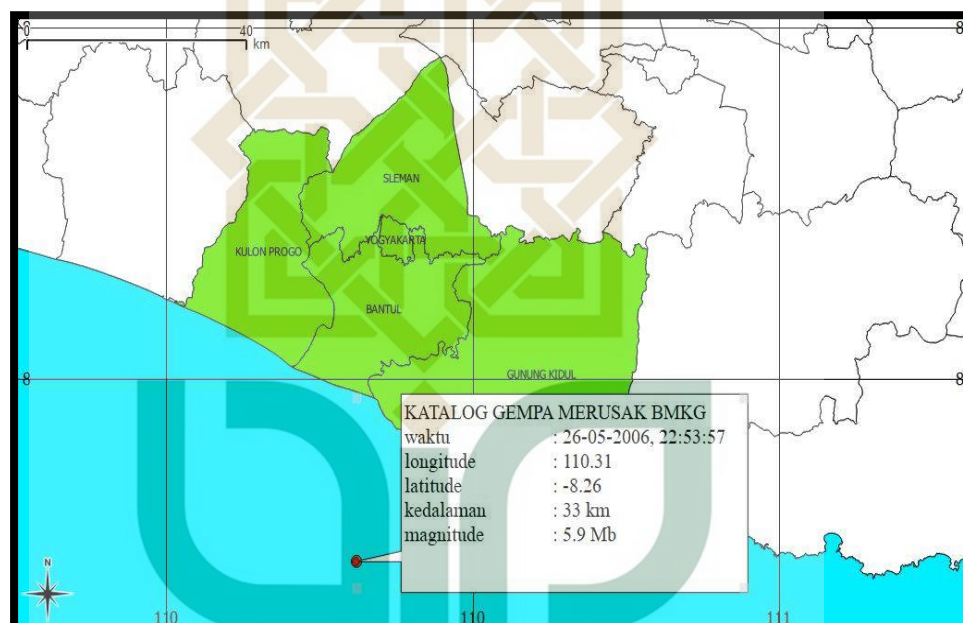 8
40
8
km
SLEMAN
YOGYAKARTA
KULON PROGO
BANTUL
8
GUNUNG KIDUL
8
KATALOG GEMPA MERUSAK BMKG
waktu : 26-05-2006, 22:53:57
longitude : 110.31
latitude : -8.26
kedalaman : 33 km
magnitude : 5.9 Mb
N
110
110
111